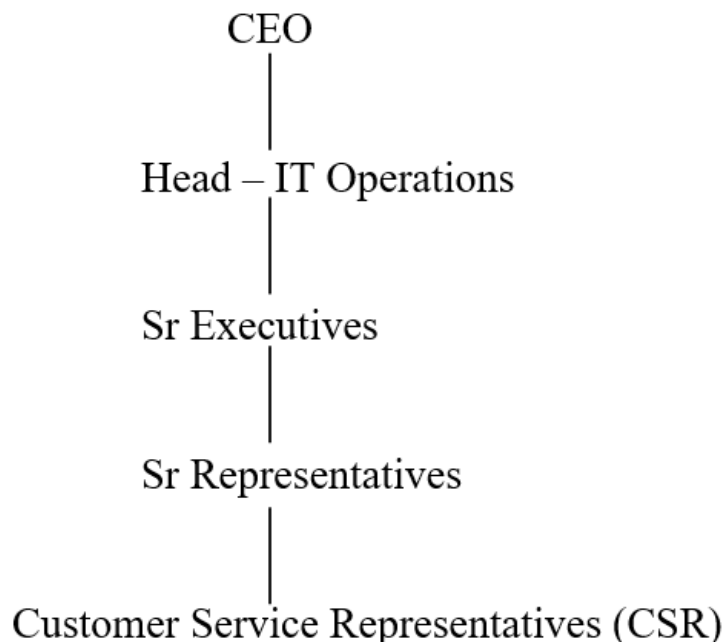 CEO
Head – IT Operations
Sr Executives
Sr Representatives
Customer Service Representatives (CSR)